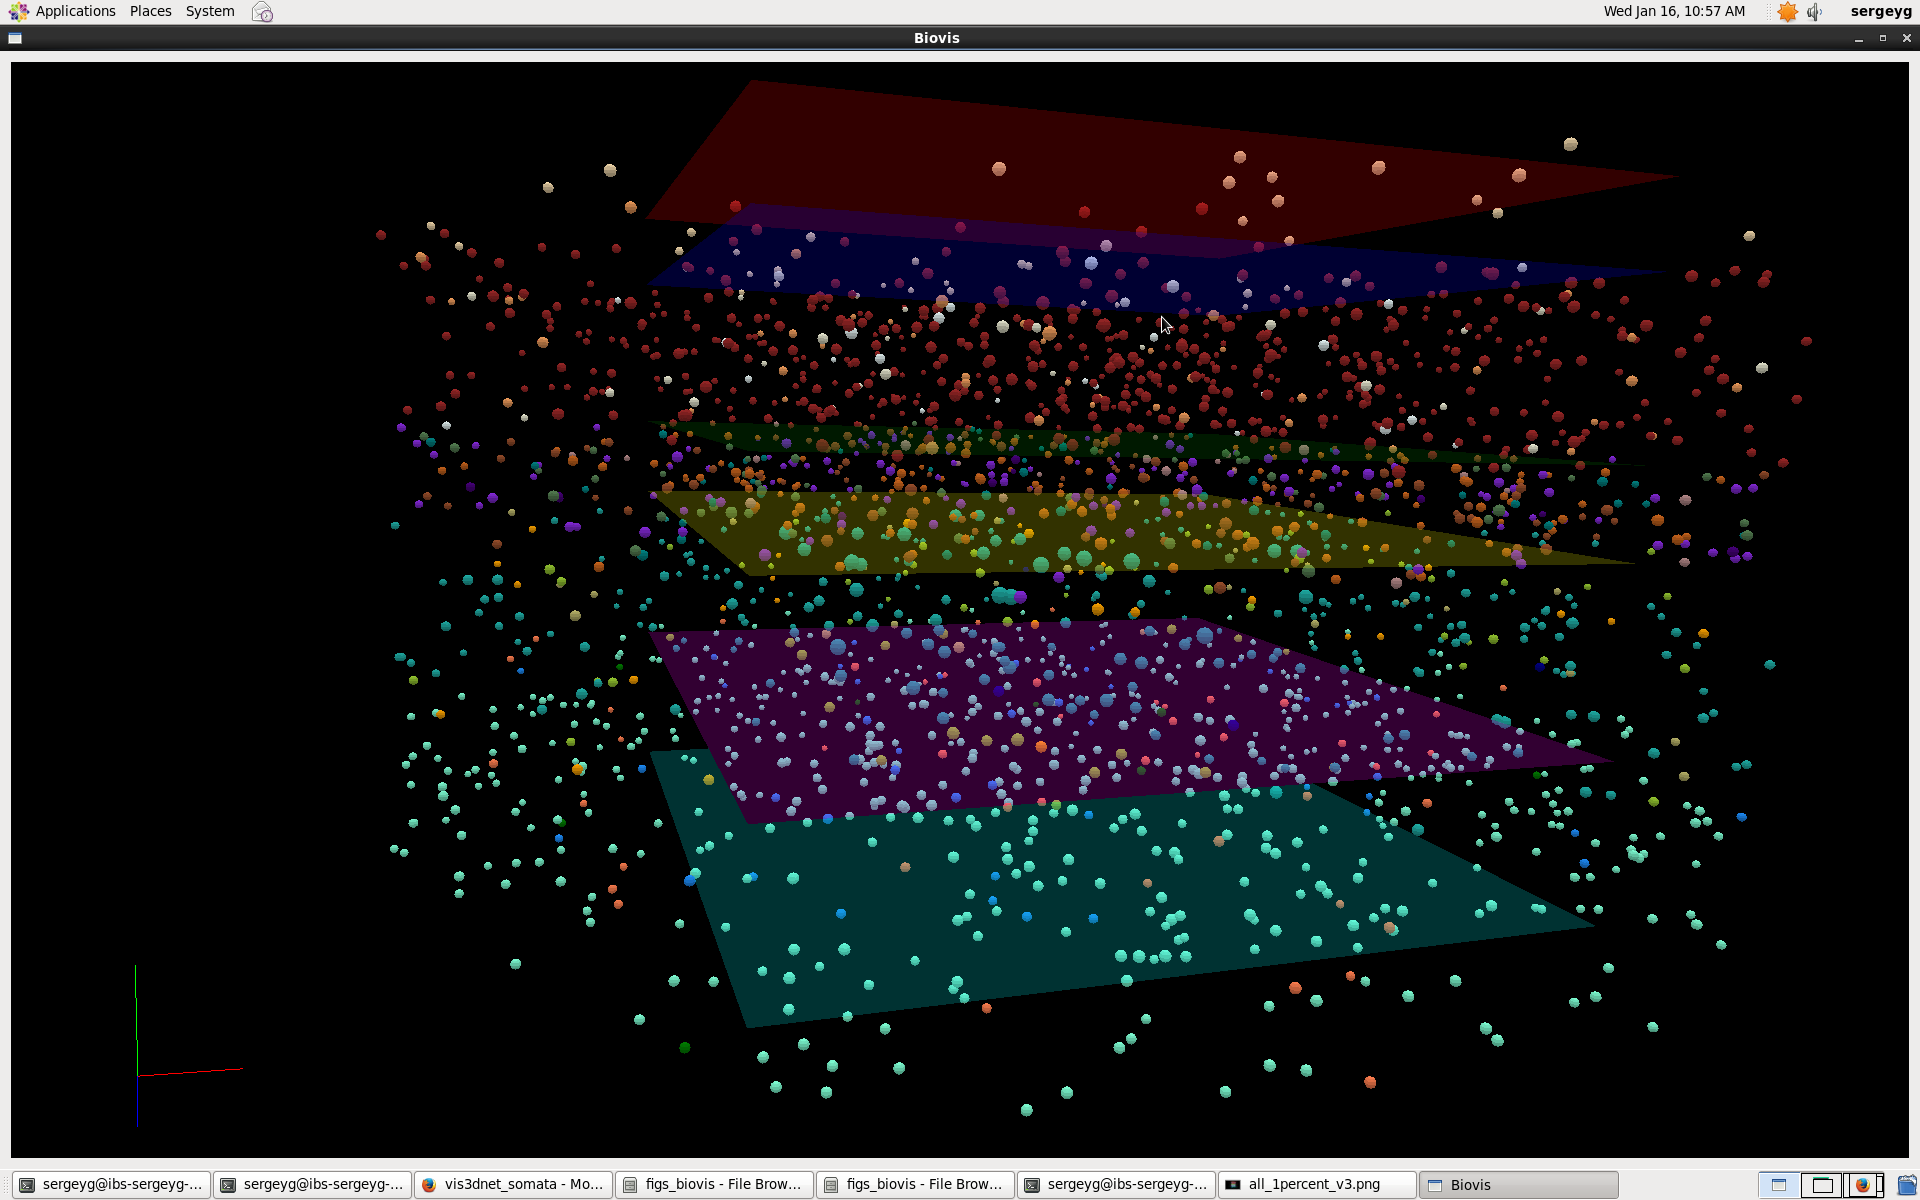 Applications Places System Wed Jan 16, 10:57 AM sergeyg
Biovis
sergeyg@ibs-sergeyg-... sergeyg@ibs-sergeyg-... vis3dnet_somata - Mo... figs_biovis - File Brow... figs_biovis - File Brow... sergeyg@ibs-sergeyg-... all_1percent_v3.png Biovis